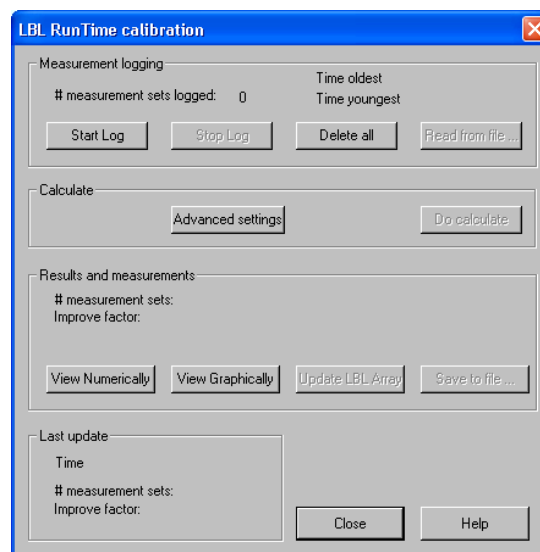 LBL RunTime calibration
Measurement logging
Time oldest
# measurement sets logged: 0
Time youngest
Start Log Stop Log Delete all Read from file ...
Calculate
Advanced settings Do calculate
Results and measurements
# measurement sets:
Improve factor:
View Numerically View Graphically Update LBL Array Save to file ...
Last update
Time
# measurement sets:
Improve factor:
Close Help